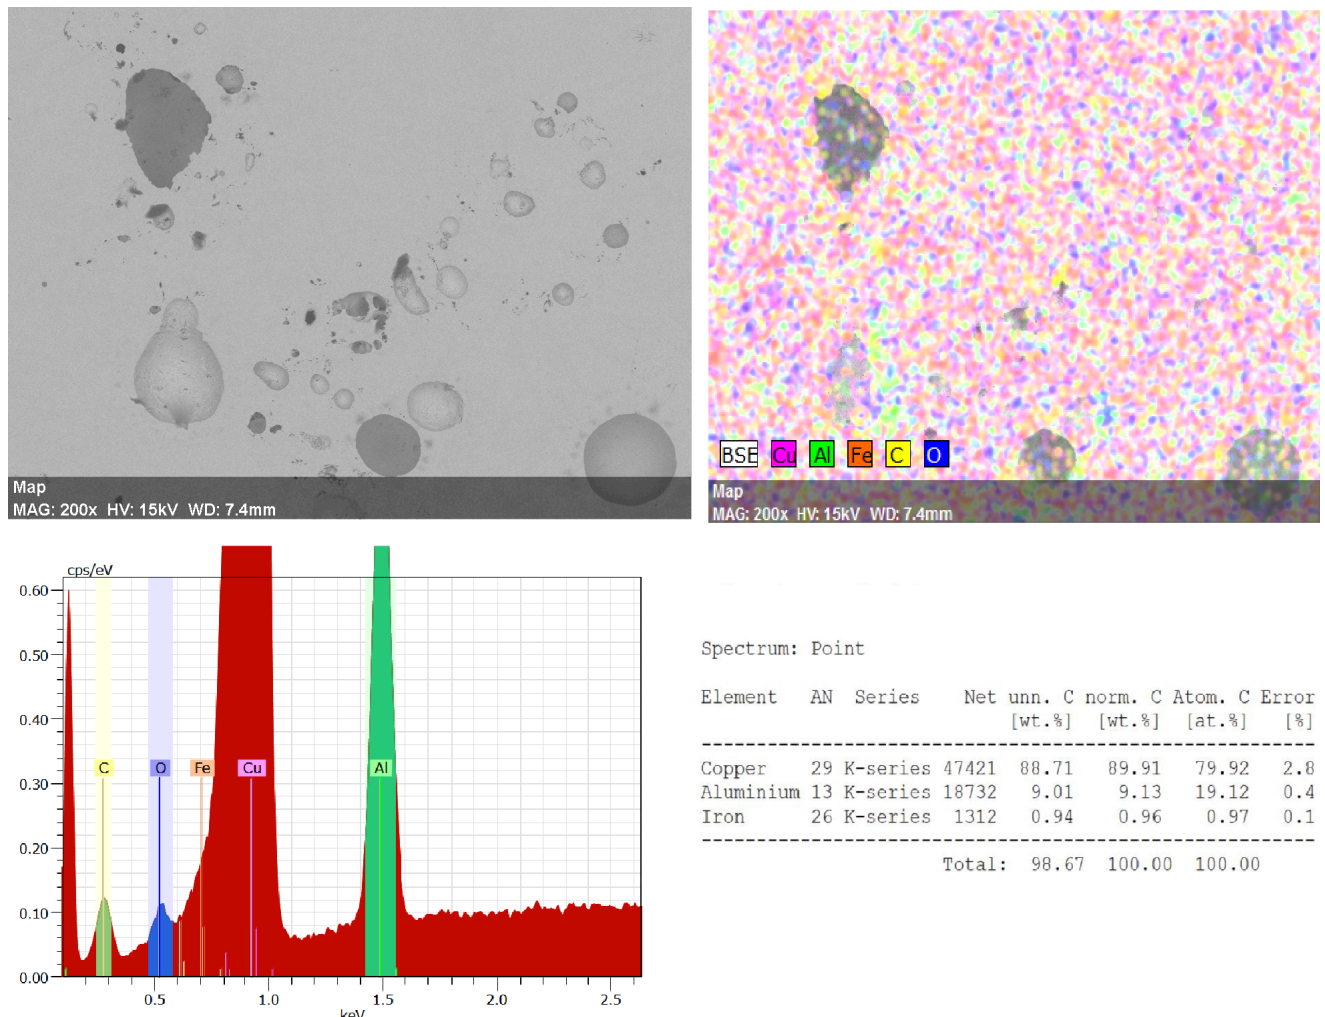 Map
MAG: 200x HV: 15kV WD: 7.4mm
BSE Cu Al Fe C O
Map
MAG: 200x HV: 15kV WD: 7.4mm
cps/eV
0.60
0.50
0.40
0.30
0.20
0.10
0.00
C O Fe Cu Al
0.5 1.0 1.5 2.0 2.5
keV
Spectrum: Point
Element AN Series Net unn. C norm. C Atom. C Error
[wt.%] [wt.%] [at.%] [%]
Copper 29 K-series 47421 88.71 89.91 79.92 2.8
Aluminium 13 K-series 18732 9.01 9.13 19.12 0.4
Iron 26 K-series 1312 0.94 0.96 0.97 0.1
Total: 98.67 100.00 100.00